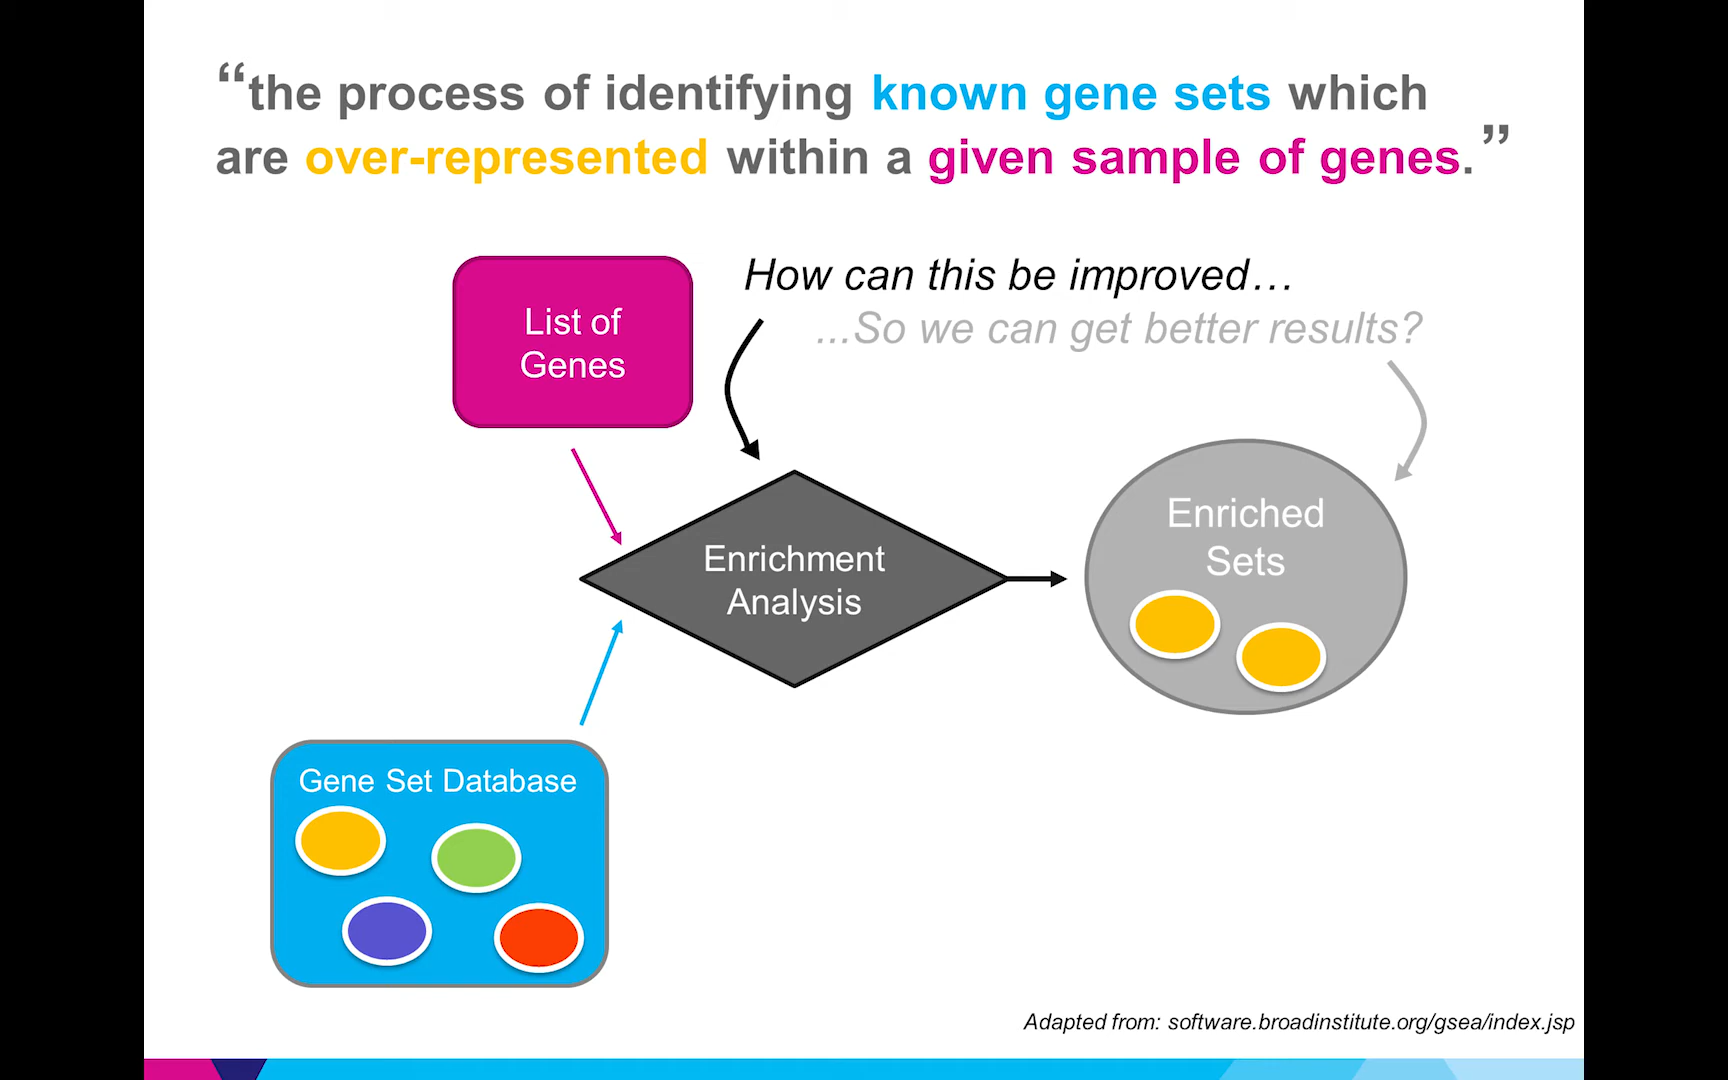 “the process of identifying known gene sets which
are over-represented within a given sample of genes.”
How can this be improved…
...So we can get better results?
List of
Genes
Enrichment
Analysis
Enriched
Sets
Gene Set Database
Adapted from: software.broadinstitute.org/gsea/index.jsp